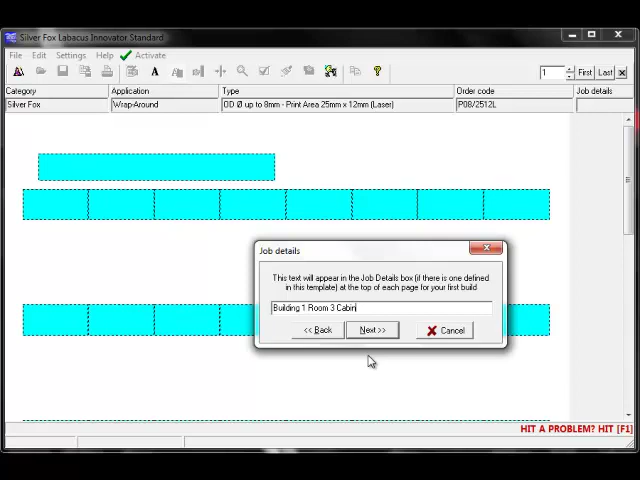 Silver Fox Labacus Innovator Standard
File Edit Settings Help Activate
A A ? 1 First Last
Category Application Type Order code Job details
Silver Fox Wrap-Around OD Ø up to 8mm - Print Area 25mm x 12mm (Laser) P08/2512L
Job details
This text will appear in the Job Details box (if there is one defined
in this template) at the top of each page for your first build
Building 1 Room 3 Cabin
<< Back Next >> Cancel
HIT A PROBLEM? HIT [F1]